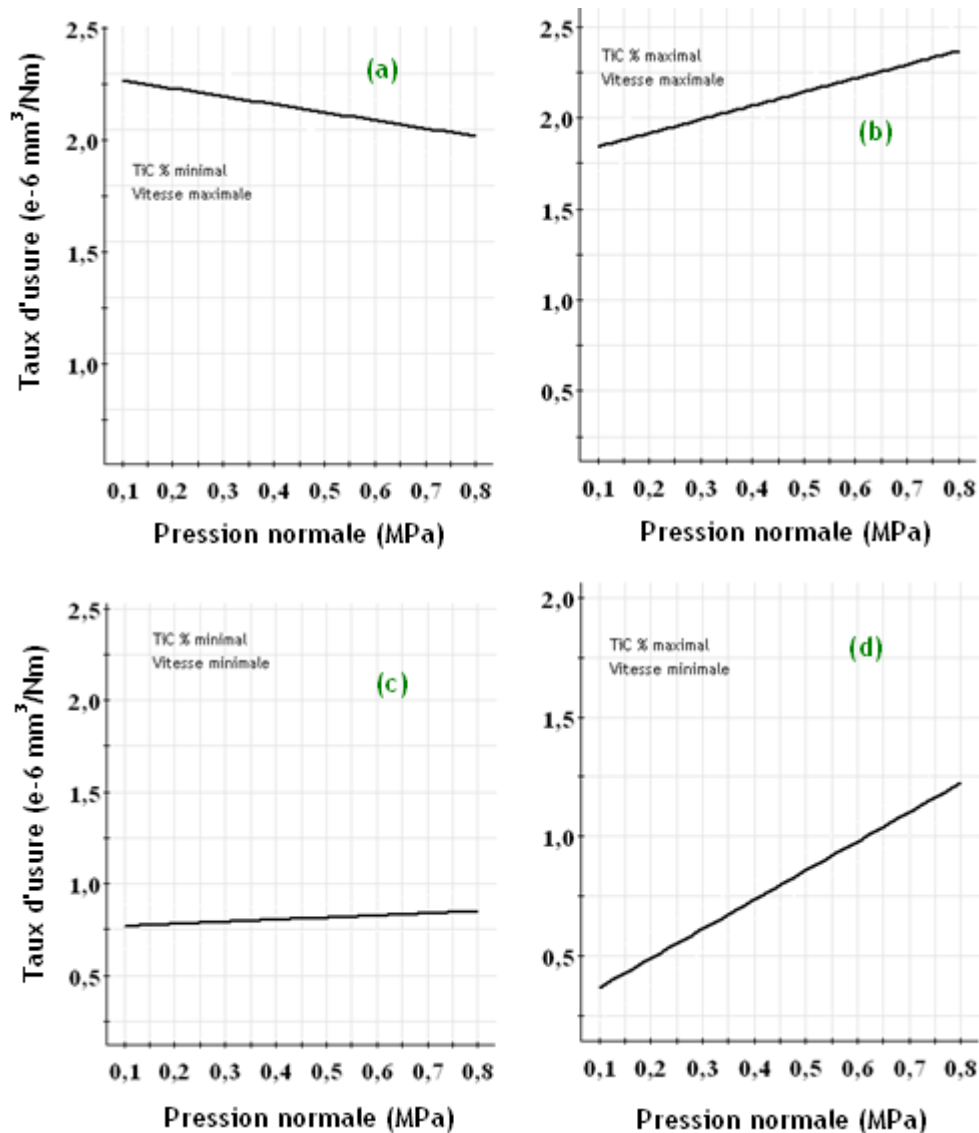 2,5
2,0
1,5
1,0
Taux d'usure (e-6 mm³/Nm)
(a)
TiC % minimal
Vitesse maximale
0,1 0,2 0,3 0,4 0,5 0,6 0,7 0,8
Pression normale (MPa)
2,5
2,0
1,5
1,0
0,5
TiC % maximal
Vitesse maximale
(b)
0,1 0,2 0,3 0,4 0,5 0,6 0,7 0,8
Pression normale (MPa)
2,5
2,0
1,5
1,0
0,5
Taux d'usure (e-6 mm³/Nm)
TiC % minimal
Vitesse minimale
(c)
0,1 0,2 0,3 0,4 0,5 0,6 0,7 0,8
Pression normale (MPa)
2,0
1,5
1,0
0,5
TiC % maximal
Vitesse minimale
(d)
0,1 0,2 0,3 0,4 0,5 0,6 0,7 0,8
Pression normale (MPa)